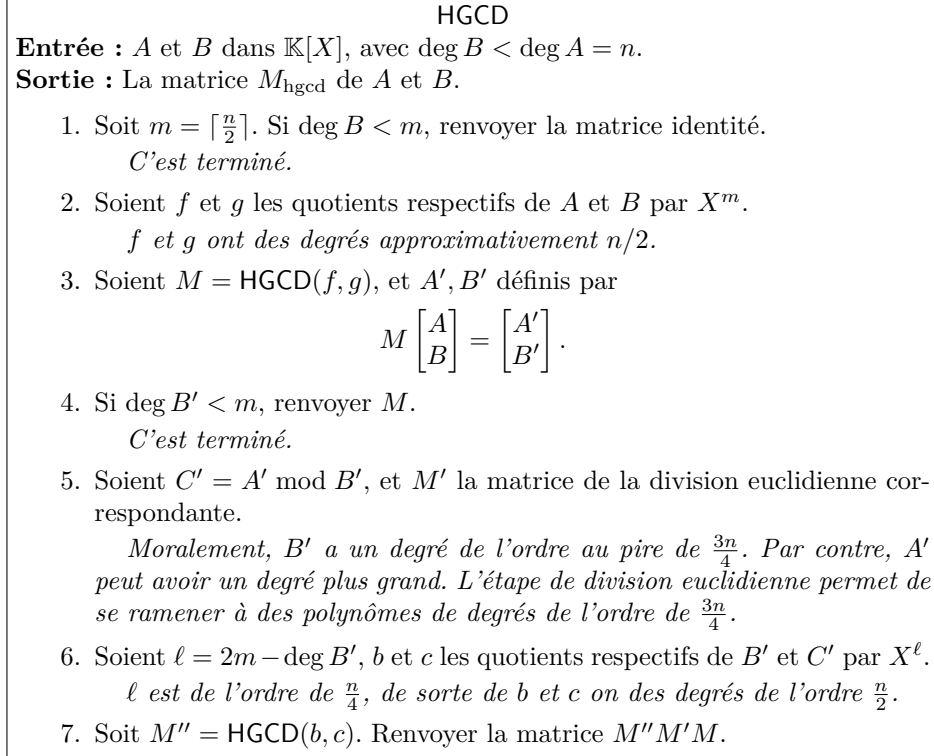 HGCD
Entrée : A et B dans 𝕂[X], avec deg B < deg A = n.
Sortie : La matrice M_hgcd de A et B.
1. Soit m = ⌈n/2⌉. Si deg B < m, renvoyer la matrice identité.
C'est terminé.
2. Soient f et g les quotients respectifs de A et B par X^m.
f et g ont des degrés approximativement n/2.
3. Soient M = HGCD(f, g), et A′, B′ définis par
M [A B] = [A′ B′].
4. Si deg B′ < m, renvoyer M.
C'est terminé.
5. Soient C′ = A′ mod B′, et M′ la matrice de la division euclidienne cor-
respondante.
Moralement, B′ a un degré de l'ordre au pire de 3n/4. Par contre, A′
peut avoir un degré plus grand. L'étape de division euclidienne permet de
se ramener à des polynômes de degrés de l'ordre de 3n/4.
6. Soient ℓ = 2m − deg B′, b et c les quotients respectifs de B′ et C′ par X^ℓ.
ℓ est de l'ordre de n/4, de sorte de b et c on des degrés de l'ordre n/2.
7. Soit M″ = HGCD(b, c). Renvoyer la matrice M″M′M.